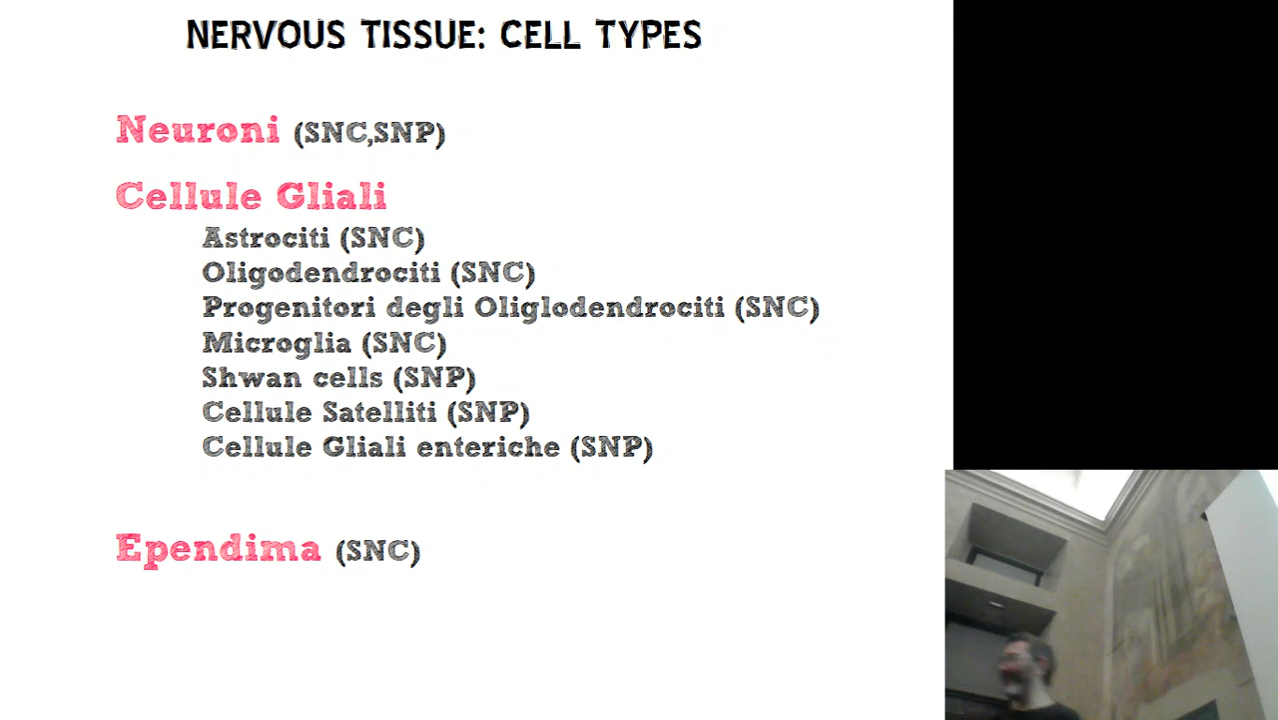 NERVOUS TISSUE: CELL TYPES
Neuroni (SNC,SNP)
Cellule Gliali
Astrociti (SNC)
Oligodendrociti (SNC)
Progenitori degli Oliglodendrociti (SNC)
Microglia (SNC)
Shwan cells (SNP)
Cellule Satelliti (SNP)
Cellule Gliali enteriche (SNP)
Ependima (SNC)